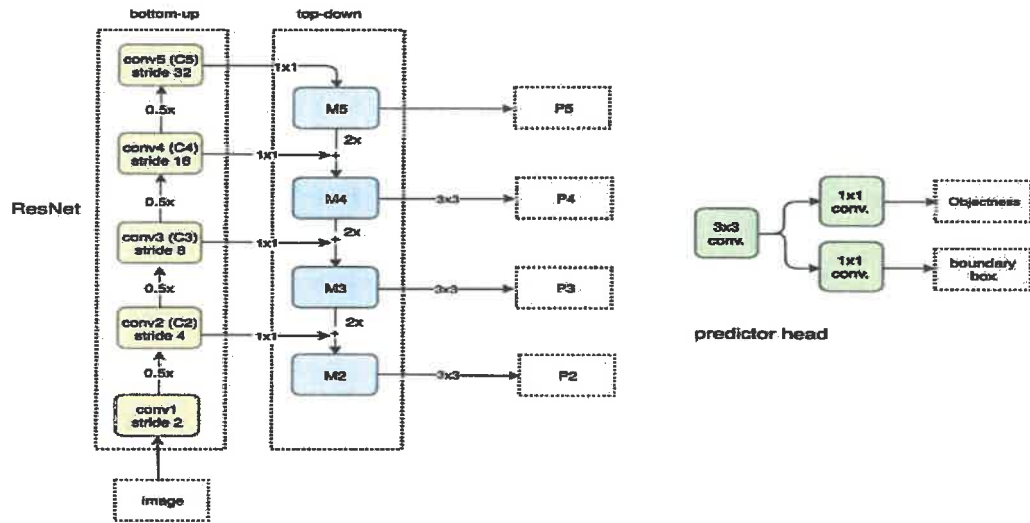 bottom-up
top-down
conv5 (C5)
stride 32
1x1
M5
P5
0.5x
2x
conv4 (C4)
stride 16
1x1
+
M4
3x3
P4
0.5x
2x
ResNet
conv3 (C3)
stride 8
1x1
+
M3
3x3
P3
0.5x
2x
conv2 (C2)
stride 4
1x1
+
M2
3x3
P2
0.5x
conv1
stride 2
image
3x3
conv.
1x1
conv.
Objectness
1x1
conv.
boundary
box
predictor head